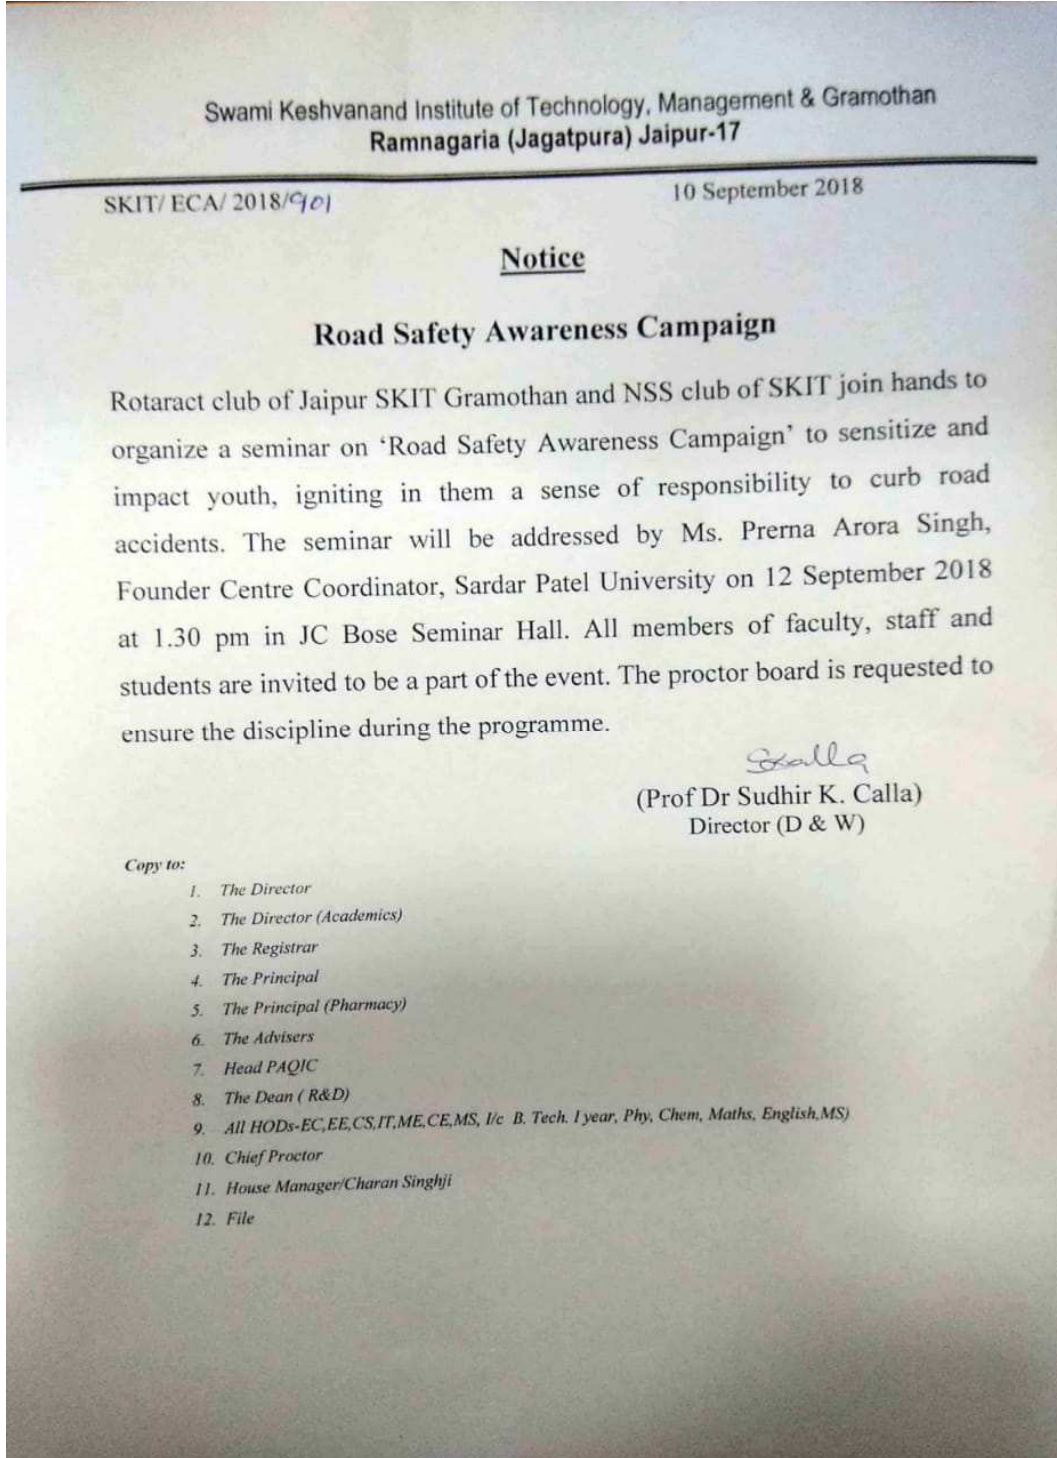 Swami Keshvanand Institute of Technology, Management & Gramothan
Ramnagaria (Jagatpura) Jaipur-17
SKIT/ ECA/ 2018/901
10 September 2018
Notice
Road Safety Awareness Campaign
Rotaract club of Jaipur SKIT Gramothan and NSS club of SKIT join hands to
organize a seminar on ‘Road Safety Awareness Campaign’ to sensitize and
impact youth, igniting in them a sense of responsibility to curb road
accidents. The seminar will be addressed by Ms. Prerna Arora Singh,
Founder Centre Coordinator, Sardar Patel University on 12 September 2018
at 1.30 pm in JC Bose Seminar Hall. All members of faculty, staff and
students are invited to be a part of the event. The proctor board is requested to
ensure the discipline during the programme.
(Prof Dr Sudhir K. Calla)
Director (D & W)
Copy to:
1. The Director
2. The Director (Academics)
3. The Registrar
4. The Principal
5. The Principal (Pharmacy)
6. The Advisers
7. Head PAQIC
8. The Dean ( R&D)
9. All HODs-EC,EE,CS,IT,ME,CE,MS, I/c B. Tech. I year, Phy, Chem, Maths, English,MS)
10. Chief Proctor
11. House Manager/Charan Singhji
12. File